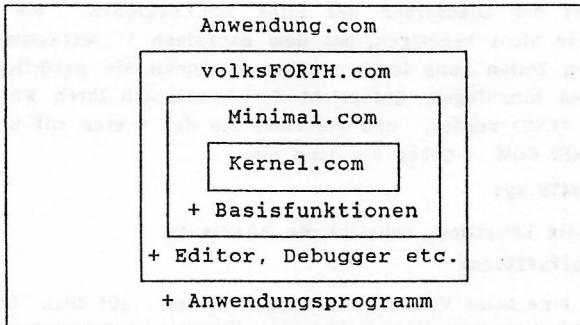 Anwendung.com
volksFORTH.com
Minimal.com
Kernel.com
+ Basisfunktionen
+ Editor, Debugger etc.
+ Anwendungsprogramm